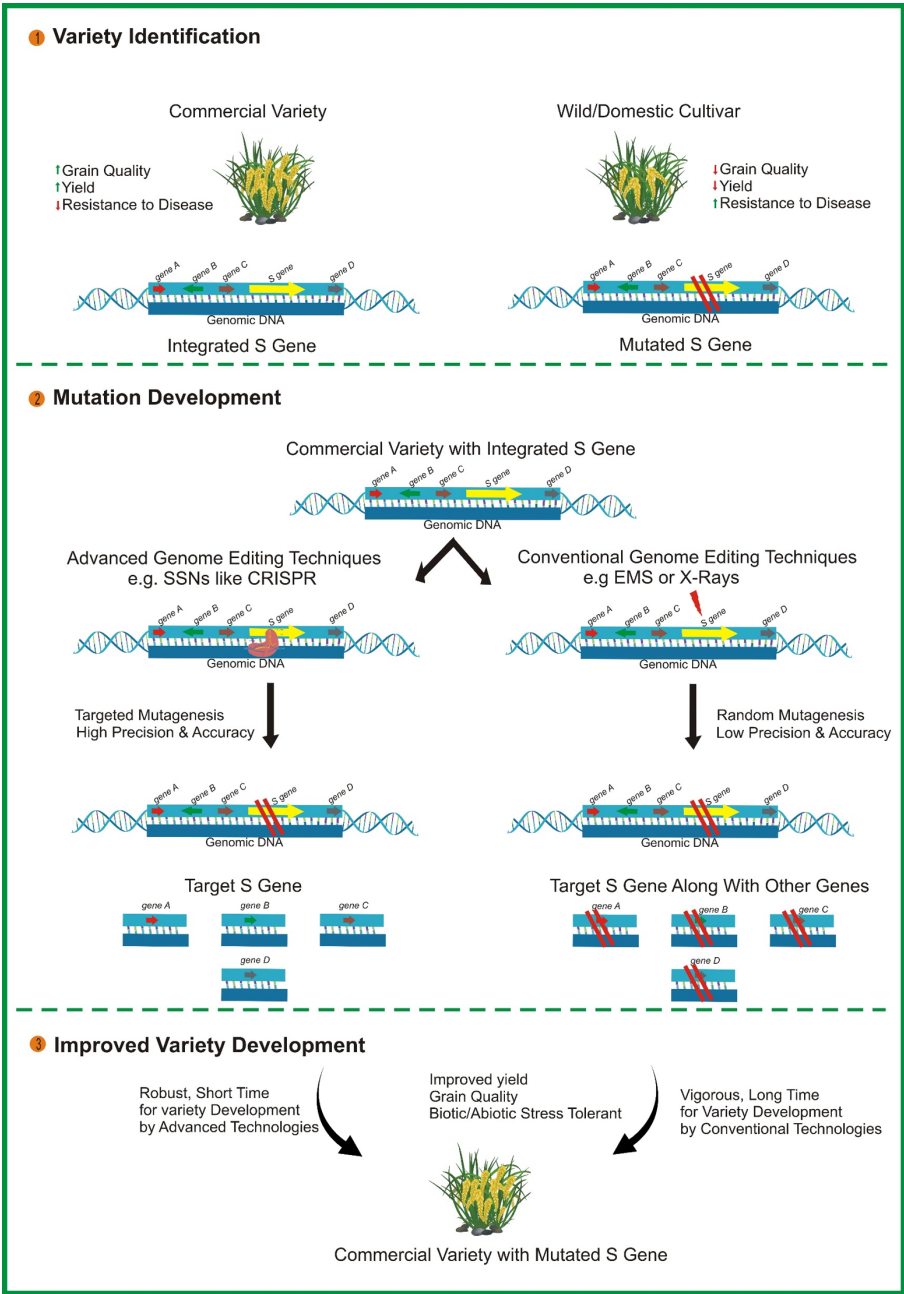 1 Variety Identification
Commercial Variety
Wild/Domestic Cultivar
↑Grain Quality
↑Yield
↓Resistance to Disease
↓Grain Quality
↓Yield
↑Resistance to Disease
gene A gene B gene C S gene gene D
Genomic DNA
Integrated S Gene
gene A gene B gene C S gene gene D
Genomic DNA
Mutated S Gene
2 Mutation Development
Commercial Variety with Integrated S Gene
gene A gene B gene C S gene gene D
Genomic DNA
Advanced Genome Editing Techniques
e.g. SSNs like CRISPR
Conventional Genome Editing Techniques
e.g EMS or X-Rays
gene A gene B gene C S gene gene D
Genomic DNA
gene A gene B gene C S gene gene D
Genomic DNA
Targeted Mutagenesis
High Precision & Accuracy
Random Mutagenesis
Low Precision & Accuracy
gene A gene B gene C S gene gene D
Genomic DNA
gene A gene B gene C S gene gene D
Genomic DNA
Target S Gene
gene A gene B gene C
gene D
Target S Gene Along With Other Genes
gene A gene B gene C
gene D
3 Improved Variety Development
Robust, Short Time
for variety Development
by Advanced Technologies
Improved yield
Grain Quality
Biotic/Abiotic Stress Tolerant
Vigorous, Long Time
for Variety Development
by Conventional Technologies
Commercial Variety with Mutated S Gene